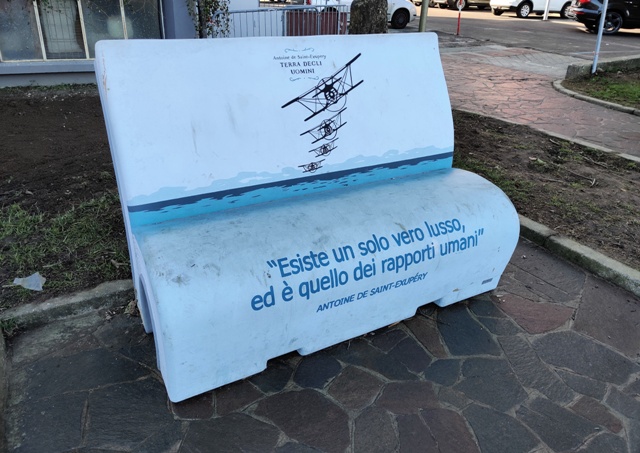 Antoine de Saint-Exupéry
TERRA DEGLI
UOMINI
“Esiste un solo vero lusso,
ed è quello dei rapporti umani”
ANTOINE DE SAINT-EXUPÉRY